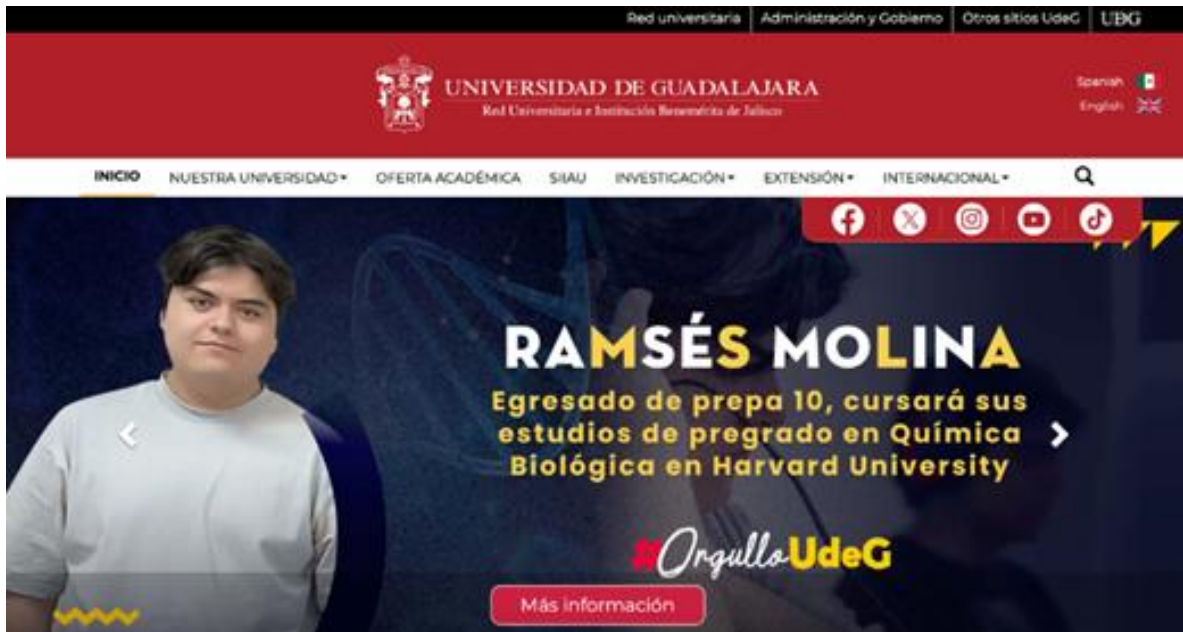 Red universitaria Administración y Gobierno Otros sitios UdeG UDG
UNIVERSIDAD DE GUADALAJARA
Red Universitaria e Institución Benemérita de Jalisco
Spanish
English
INICIO NUESTRA UNIVERSIDAD OFERTA ACADÉMICA SIIAU INVESTIGACIÓN EXTENSIÓN INTERNACIONAL
RAMSÉS MOLINA
Egresado de prepa 10, cursará sus
estudios de pregrado en Química
Biológica en Harvard University
#OrgulloUdeG
Más información